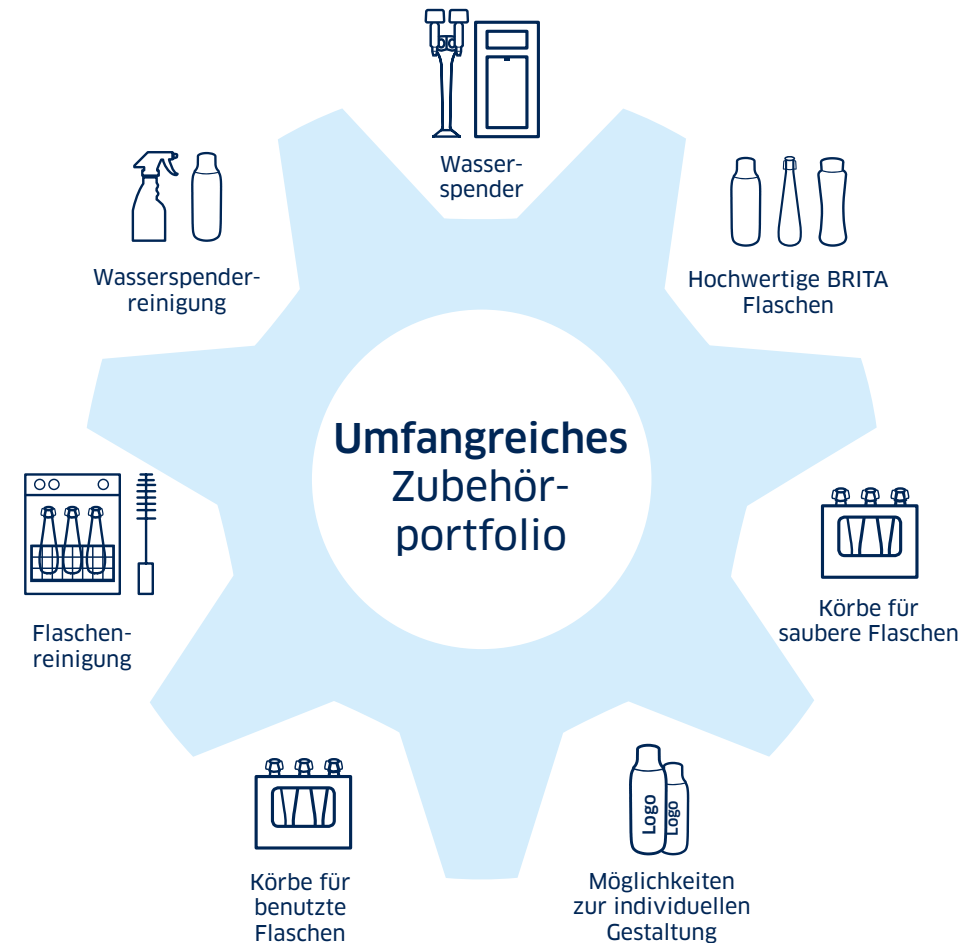 Wasser-
spender
Hochwertige BRITA
Flaschen
Körbe für
saubere Flaschen
Logo
Logo
Möglichkeiten
zur individuellen
Gestaltung
Körbe für
benutzte
Flaschen
Flaschen-
reinigung
Wasserspender-
reinigung
Umfangreiches
Zubehör-
portfolio